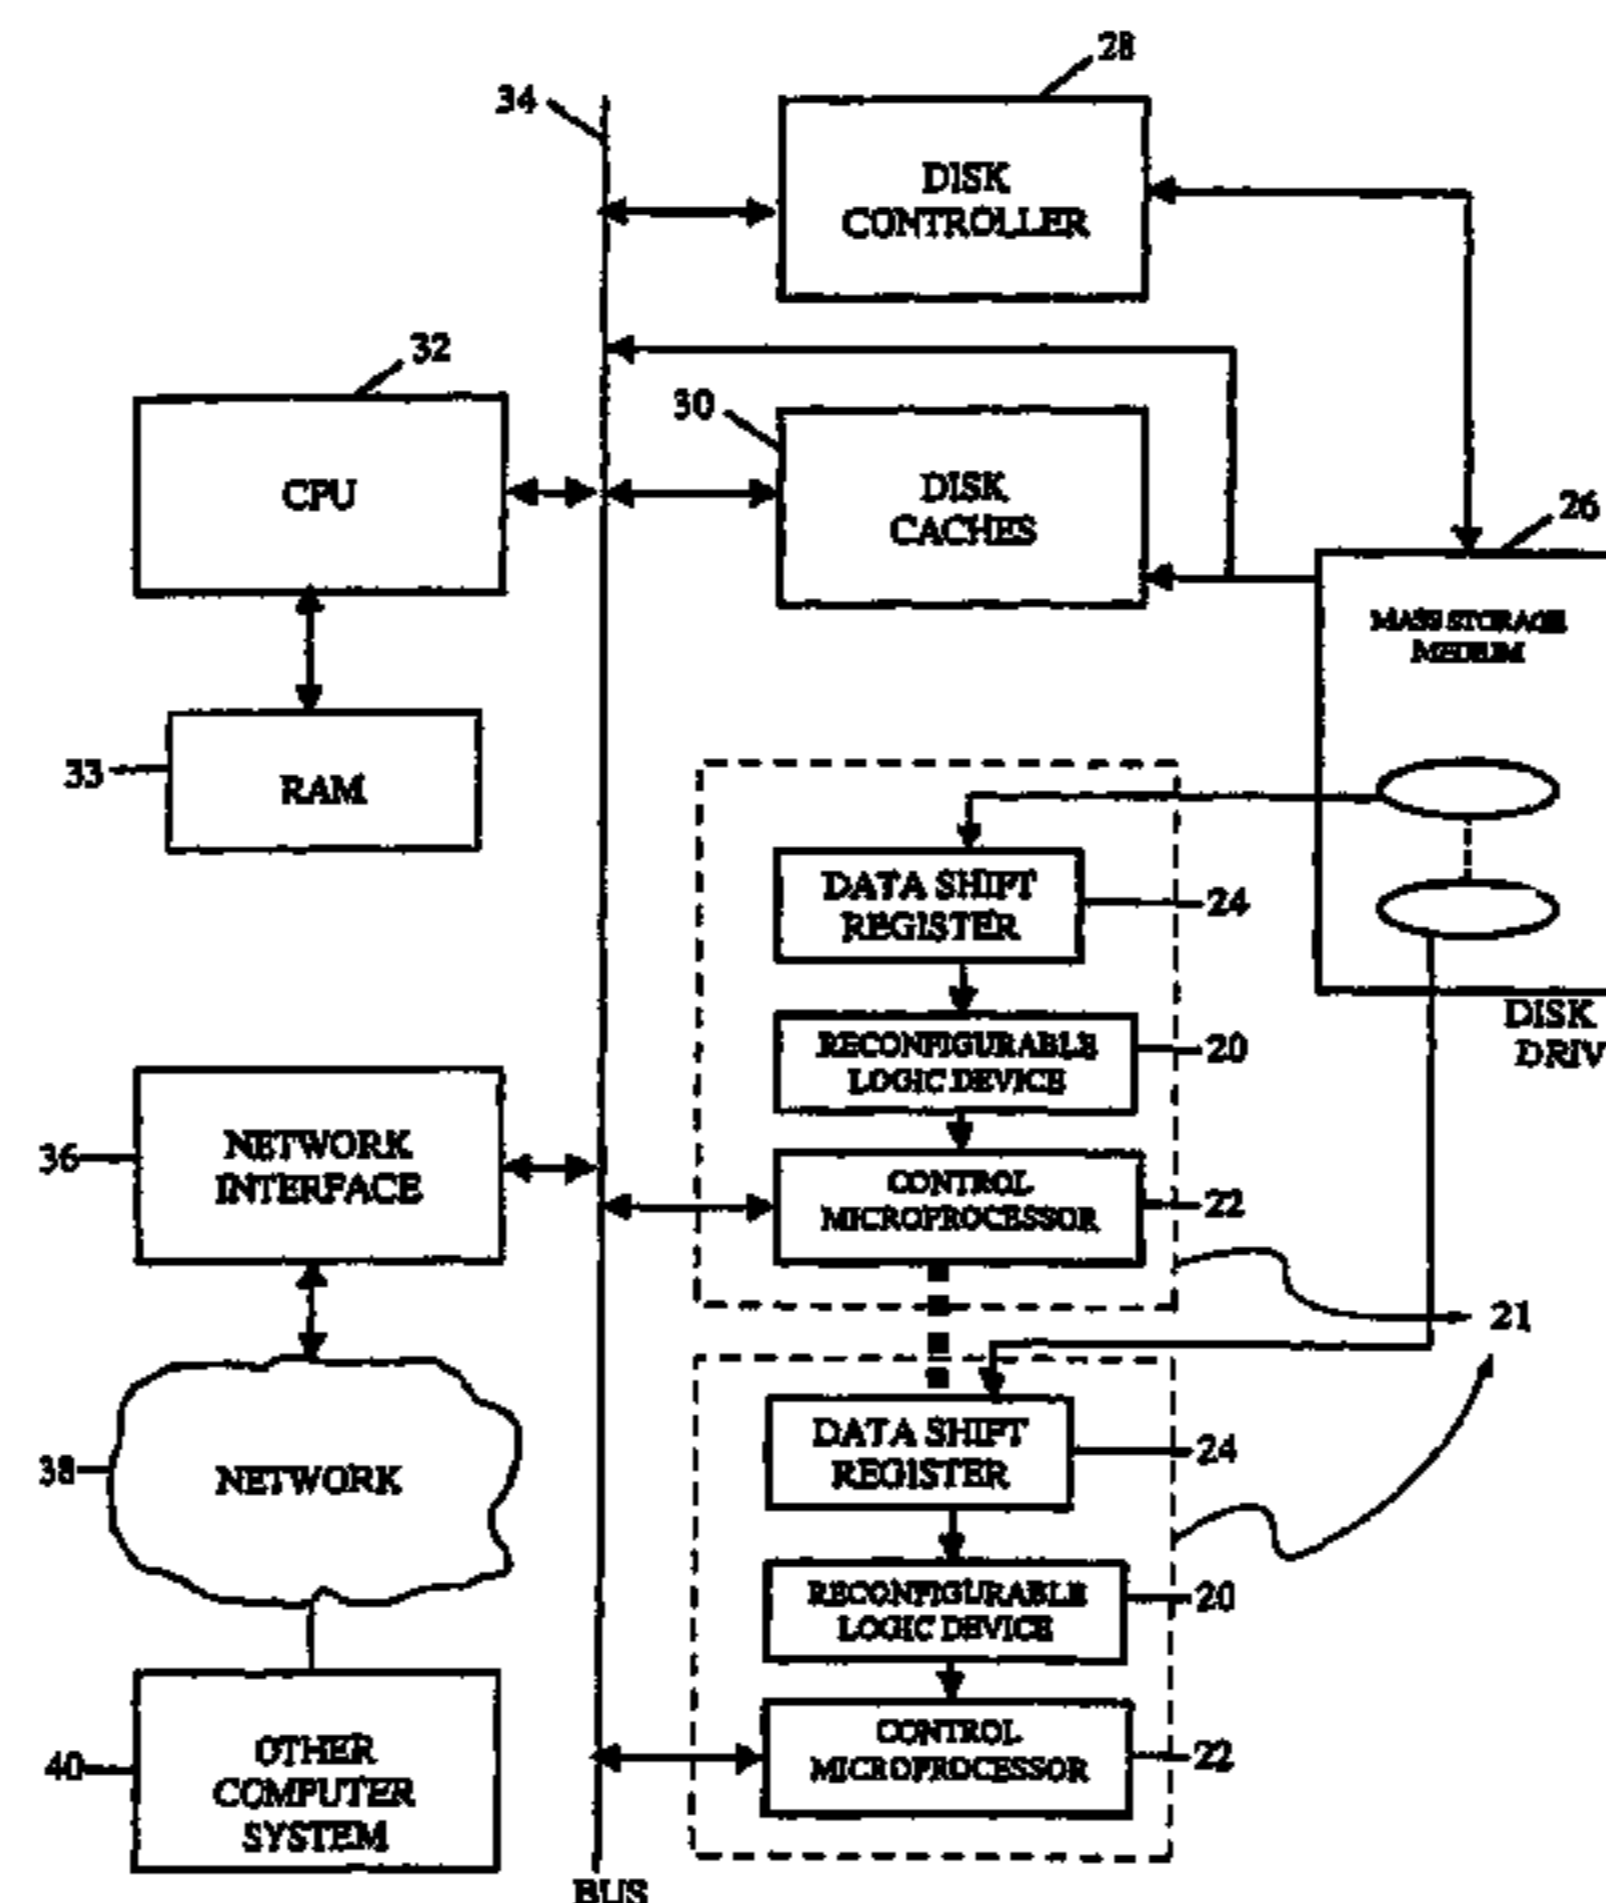 28
34
DISK
CONTROLLER
32
30
CPU
DISK
CACHES
26
MASS STORAGE
MEDIUM
33
RAM
DATA SHIFT
REGISTER
24
DISK
DRIV
RECONFIGURABLE
LOGIC DEVICE
20
36
NETWORK
INTERFACE
CONTROL
MICROPROCESSOR
22
21
38
NETWORK
DATA SHIFT
REGISTER
24
RECONFIGURABLE
LOGIC DEVICE
20
40
OTHER
COMPUTER
SYSTEM
CONTROL
MICROPROCESSOR
22
BUS